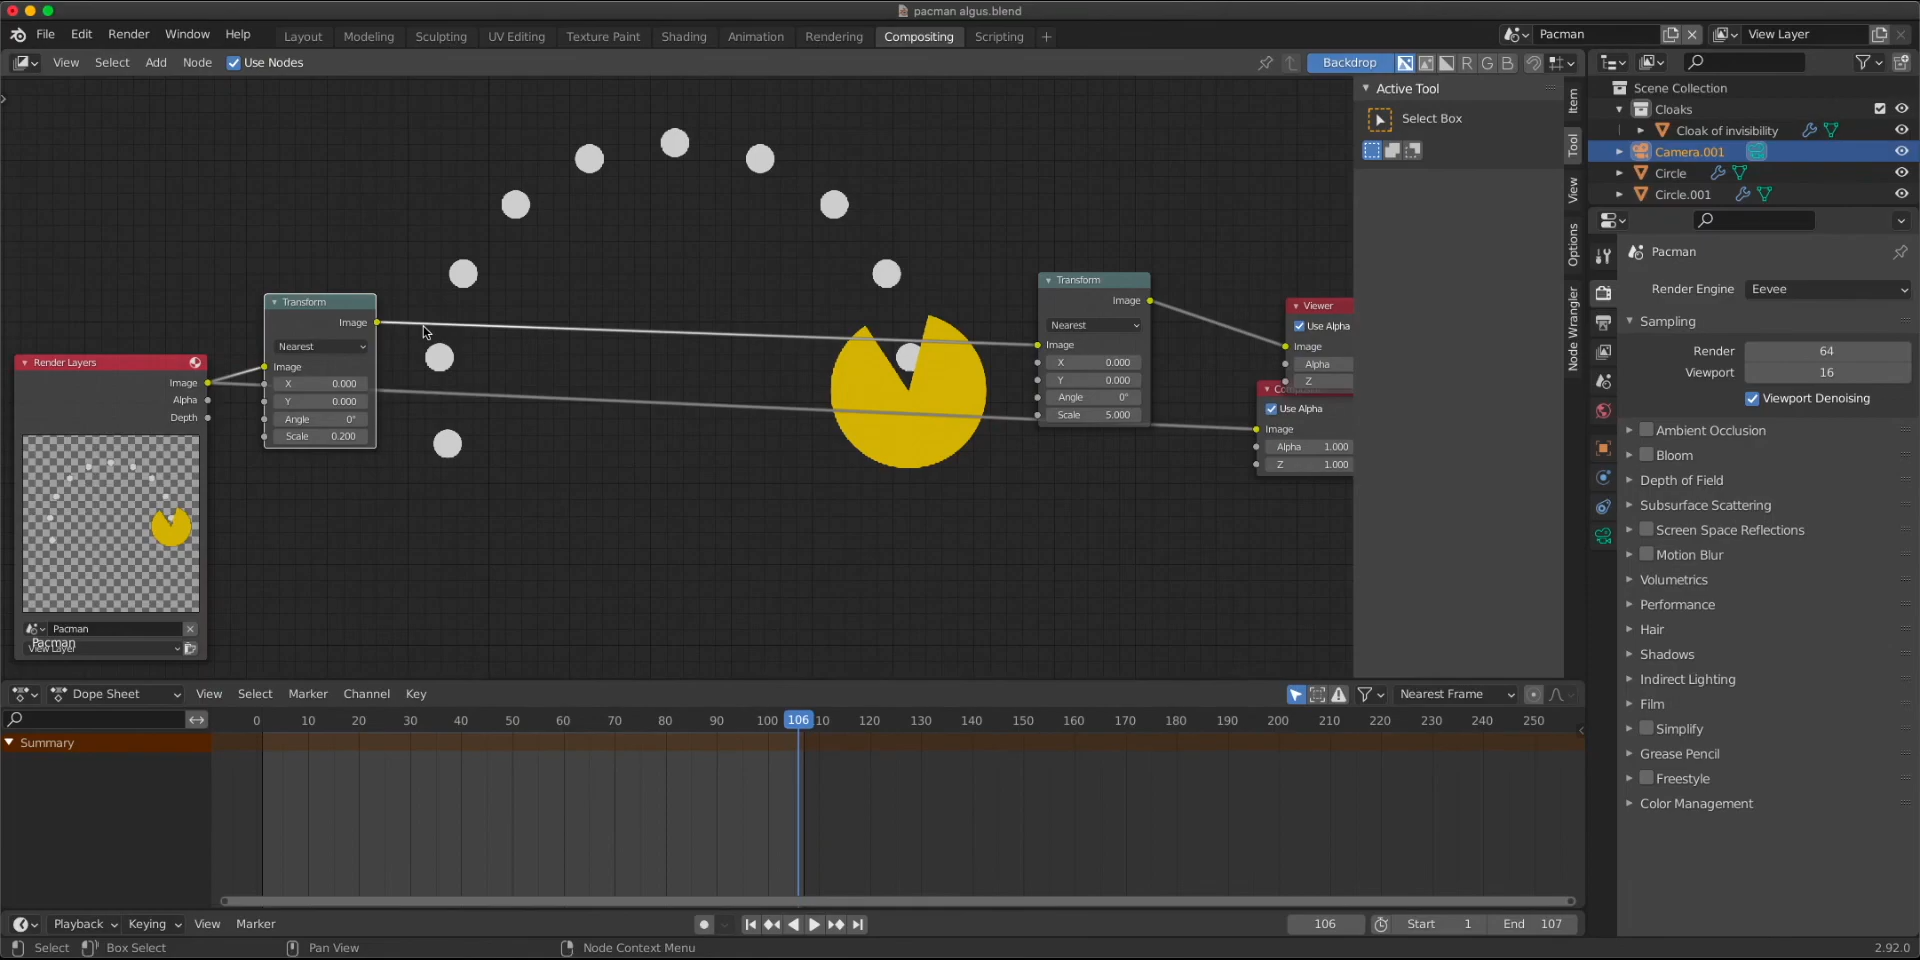 pacman algus.blend
File Edit Render Window Help Layout Modeling Sculpting UV Editing Texture Paint Shading Animation Rendering Compositing Scripting + Pacman View Layer
View Select Add Node Use Nodes Backdrop R G B
Active Tool
Select Box
Item
Tool
View
Options
Node Wrangler
Scene Collection
Cloaks
Cloak of invisibility
Camera.001
Circle
Circle.001
Transform
Image
Nearest
Image
X 0.000
Y 0.000
Angle 0°
Scale 0.200
Render Layers
Image
Alpha
Depth
Pacman
View Layer
Pacman
Transform
Image
Nearest
Image
X 0.000
Y 0.000
Angle 0°
Scale 5.000
Viewer
Use Alpha
Image
Alpha
Z
Use Alpha
Image
Alpha 1.000
Z 1.000
Pacman
Render Engine Eevee
Sampling
Render 64
Viewport 16
Viewport Denoising
Ambient Occlusion
Bloom
Depth of Field
Subsurface Scattering
Screen Space Reflections
Motion Blur
Volumetrics
Performance
Hair
Shadows
Indirect Lighting
Film
Simplify
Grease Pencil
Freestyle
Color Management
Dope Sheet View Select Marker Channel Key Nearest Frame
0 10 20 30 40 50 60 70 80 90 100 106 10 120 130 140 150 160 170 180 190 200 210 220 230 240 250
Summary
Playback Keying View Marker 106 Start 1 End 107
Select Box Select Pan View Node Context Menu 2.92.0